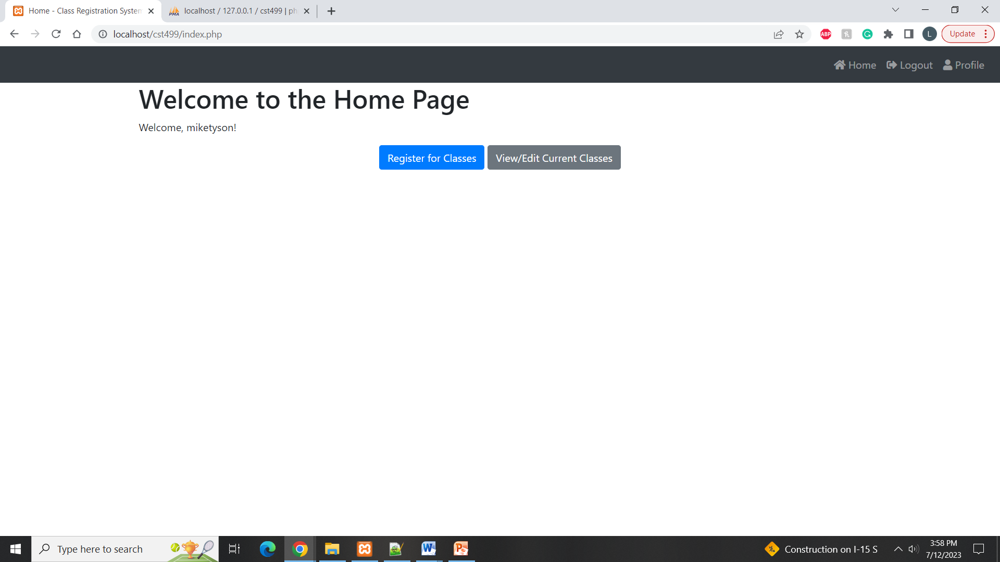 Home - Class Registration System
localhost / 127.0.0.1 / cst499 | ph
localhost/cst499/index.php
ABP
L
Update
Home
Logout
Profile
Welcome to the Home Page
Welcome, miketyson!
Register for Classes
View/Edit Current Classes
Type here to search
Construction on I-15 S
3:58 PM
7/12/2023